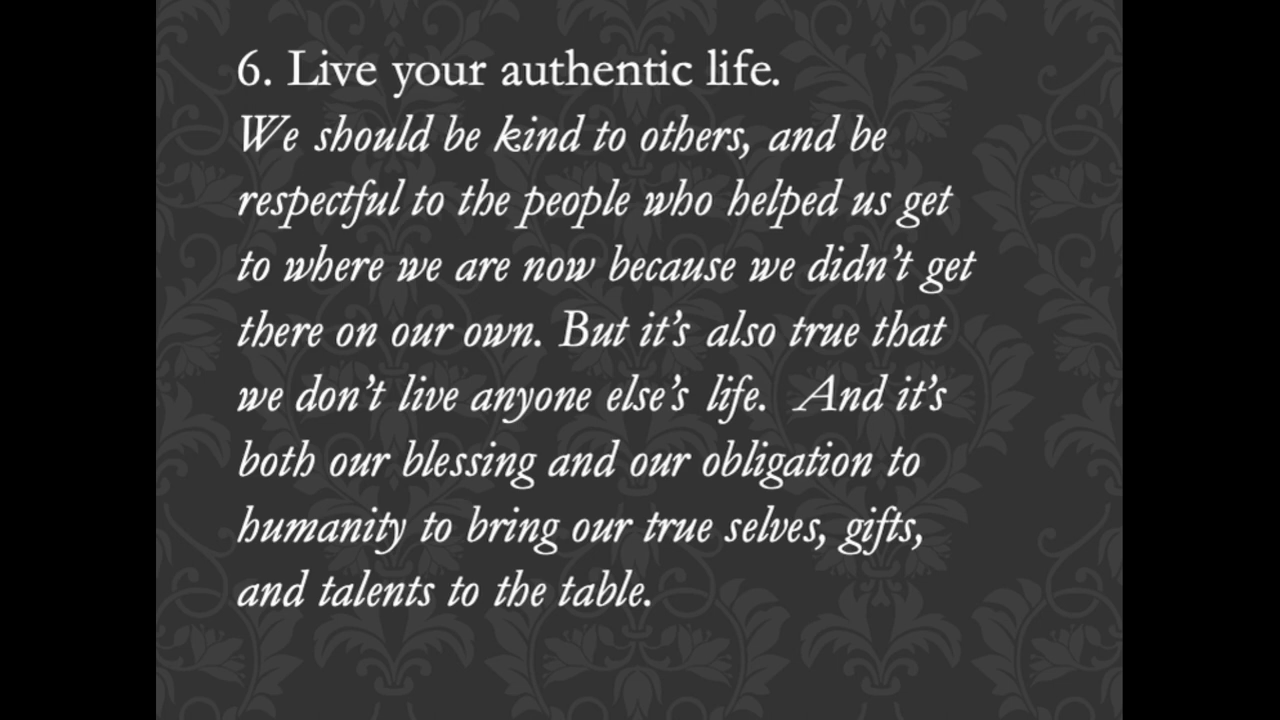 6. Live your authentic life.
We should be kind to others, and be
respectful to the people who helped us get
to where we are now because we didn’t get
there on our own. But it’s also true that
we don’t live anyone else’s life.  And it’s
both our blessing and our obligation to
humanity to bring our true selves, gifts,
and talents to the table.